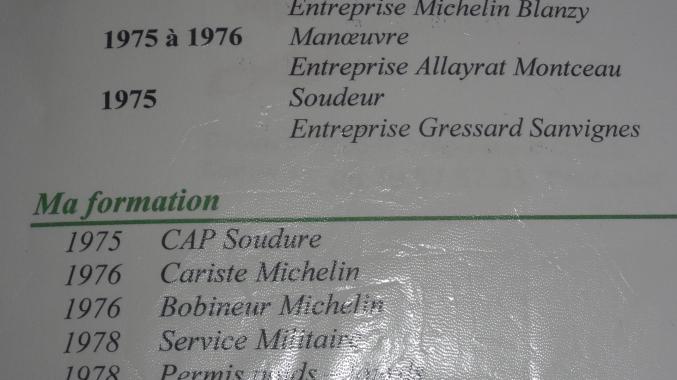 Entreprise Michelin Blanzy
1975 à 1976 Manœuvre
Entreprise Allayrat Montceau
1975 Soudeur
Entreprise Gressard Sanvignes
Ma formation
1975 CAP Soudure
1976 Cariste Michelin
1976 Bobineur Michelin
1978 Service Militaire
1978 Permis